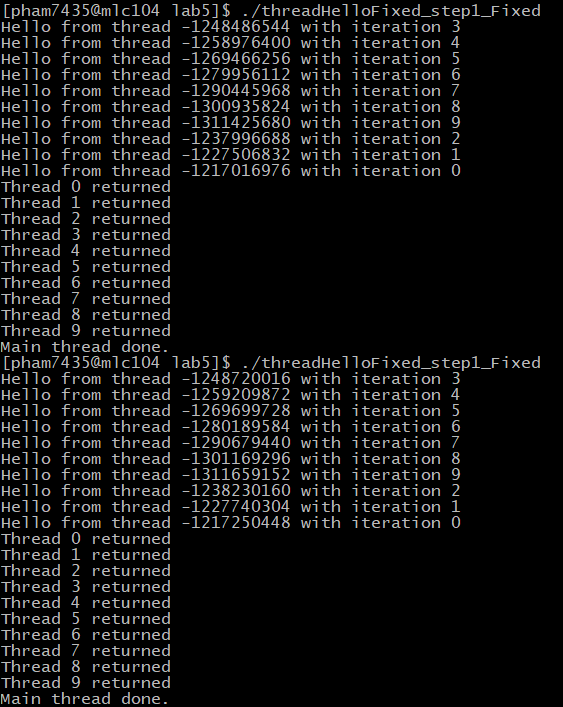 [pham7435@mlc104 lab5]$ ./threadHelloFixed_step1_Fixed
Hello from thread -1248486544 with iteration 3
Hello from thread -1258976400 with iteration 4
Hello from thread -1269466256 with iteration 5
Hello from thread -1279956112 with iteration 6
Hello from thread -1290445968 with iteration 7
Hello from thread -1300935824 with iteration 8
Hello from thread -1311425680 with iteration 9
Hello from thread -1237996688 with iteration 2
Hello from thread -1227506832 with iteration 1
Hello from thread -1217016976 with iteration 0
Thread 0 returned
Thread 1 returned
Thread 2 returned
Thread 3 returned
Thread 4 returned
Thread 5 returned
Thread 6 returned
Thread 7 returned
Thread 8 returned
Thread 9 returned
Main thread done.
[pham7435@mlc104 lab5]$ ./threadHelloFixed_step1_Fixed
Hello from thread -1248720016 with iteration 3
Hello from thread -1259209872 with iteration 4
Hello from thread -1269699728 with iteration 5
Hello from thread -1280189584 with iteration 6
Hello from thread -1290679440 with iteration 7
Hello from thread -1301169296 with iteration 8
Hello from thread -1311659152 with iteration 9
Hello from thread -1238230160 with iteration 2
Hello from thread -1227740304 with iteration 1
Hello from thread -1217250448 with iteration 0
Thread 0 returned
Thread 1 returned
Thread 2 returned
Thread 3 returned
Thread 4 returned
Thread 5 returned
Thread 6 returned
Thread 7 returned
Thread 8 returned
Thread 9 returned
Main thread done.